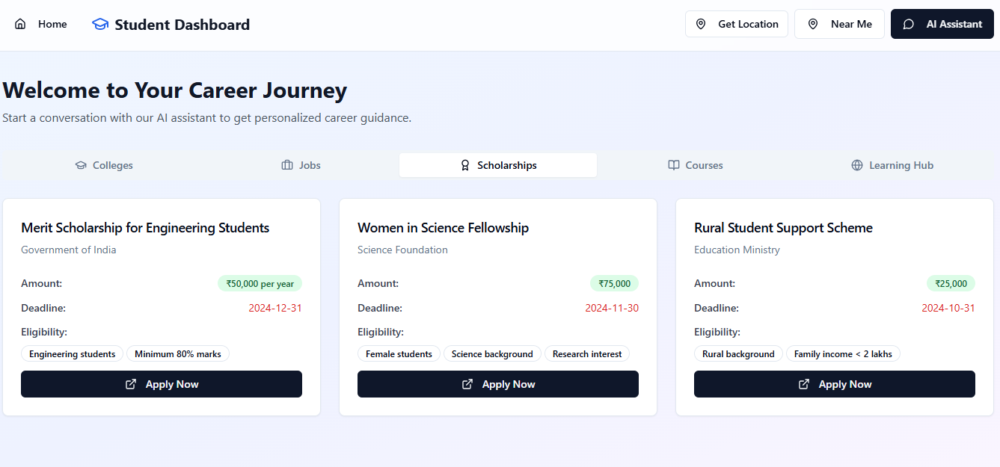 Home
Student Dashboard
Get Location
Near Me
AI Assistant
Welcome to Your Career Journey
Start a conversation with our AI assistant to get personalized career guidance.
Colleges
Jobs
Scholarships
Courses
Learning Hub
Merit Scholarship for Engineering Students
Government of India
Amount: ₹50,000 per year
Deadline: 2024-12-31
Eligibility:
Engineering students Minimum 80% marks
Apply Now
Women in Science Fellowship
Science Foundation
Amount: ₹75,000
Deadline: 2024-11-30
Eligibility:
Female students Science background Research interest
Apply Now
Rural Student Support Scheme
Education Ministry
Amount: ₹25,000
Deadline: 2024-10-31
Eligibility:
Rural background Family income < 2 lakhs
Apply Now